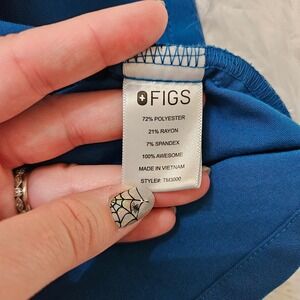 FIGS
72% POLYESTER
21% RAYON
7% SPANDEX
100% AWESOME
MADE IN VIETNAM
STYLE# TM3000